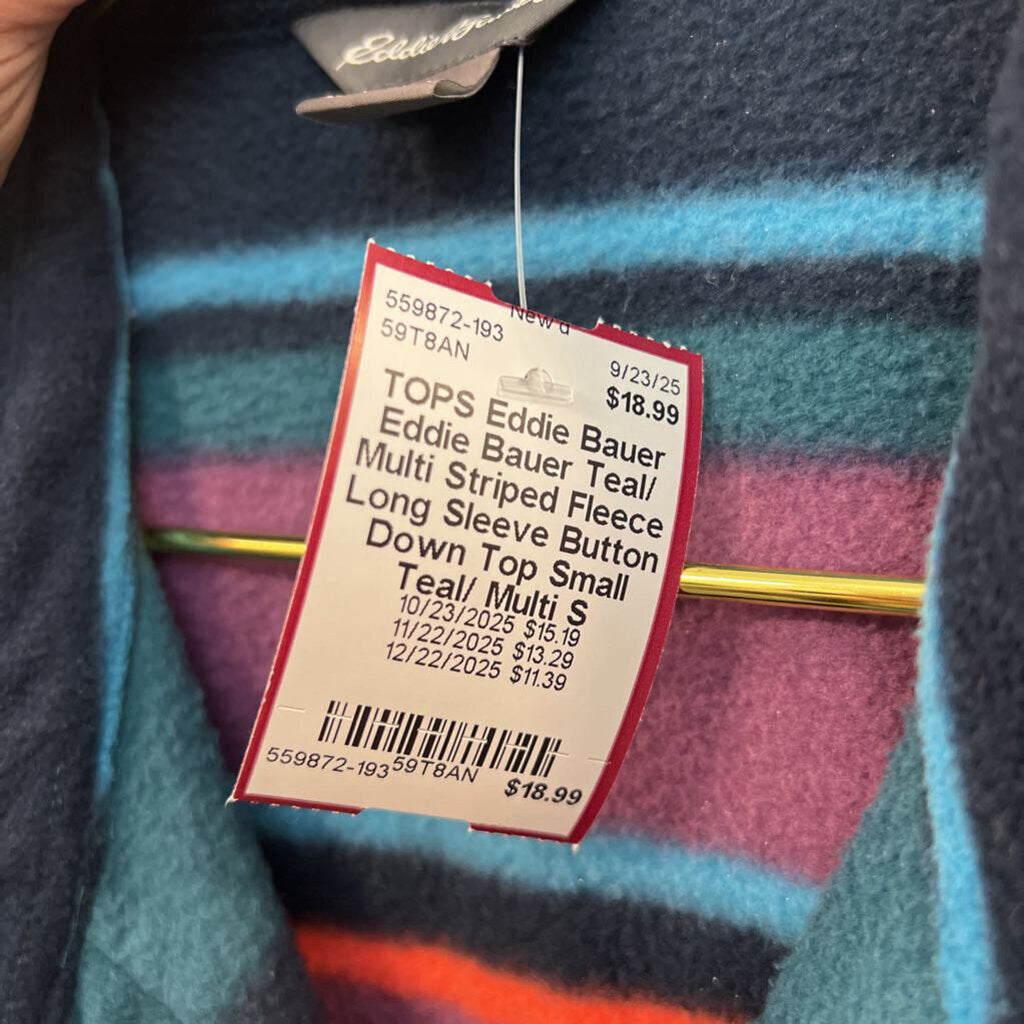 Eddie Bauer
559872-193
New
59T8AN
9/23/25
$18.99
TOPS Eddie Bauer
Eddie Bauer Teal/
Multi Striped Fleece
Long Sleeve Button
Down Top Small
Teal/ Multi S
10/23/2025 $15.19
11/22/2025 $13.29
12/22/2025 $11.39
559872-193 59T8AN
$18.99